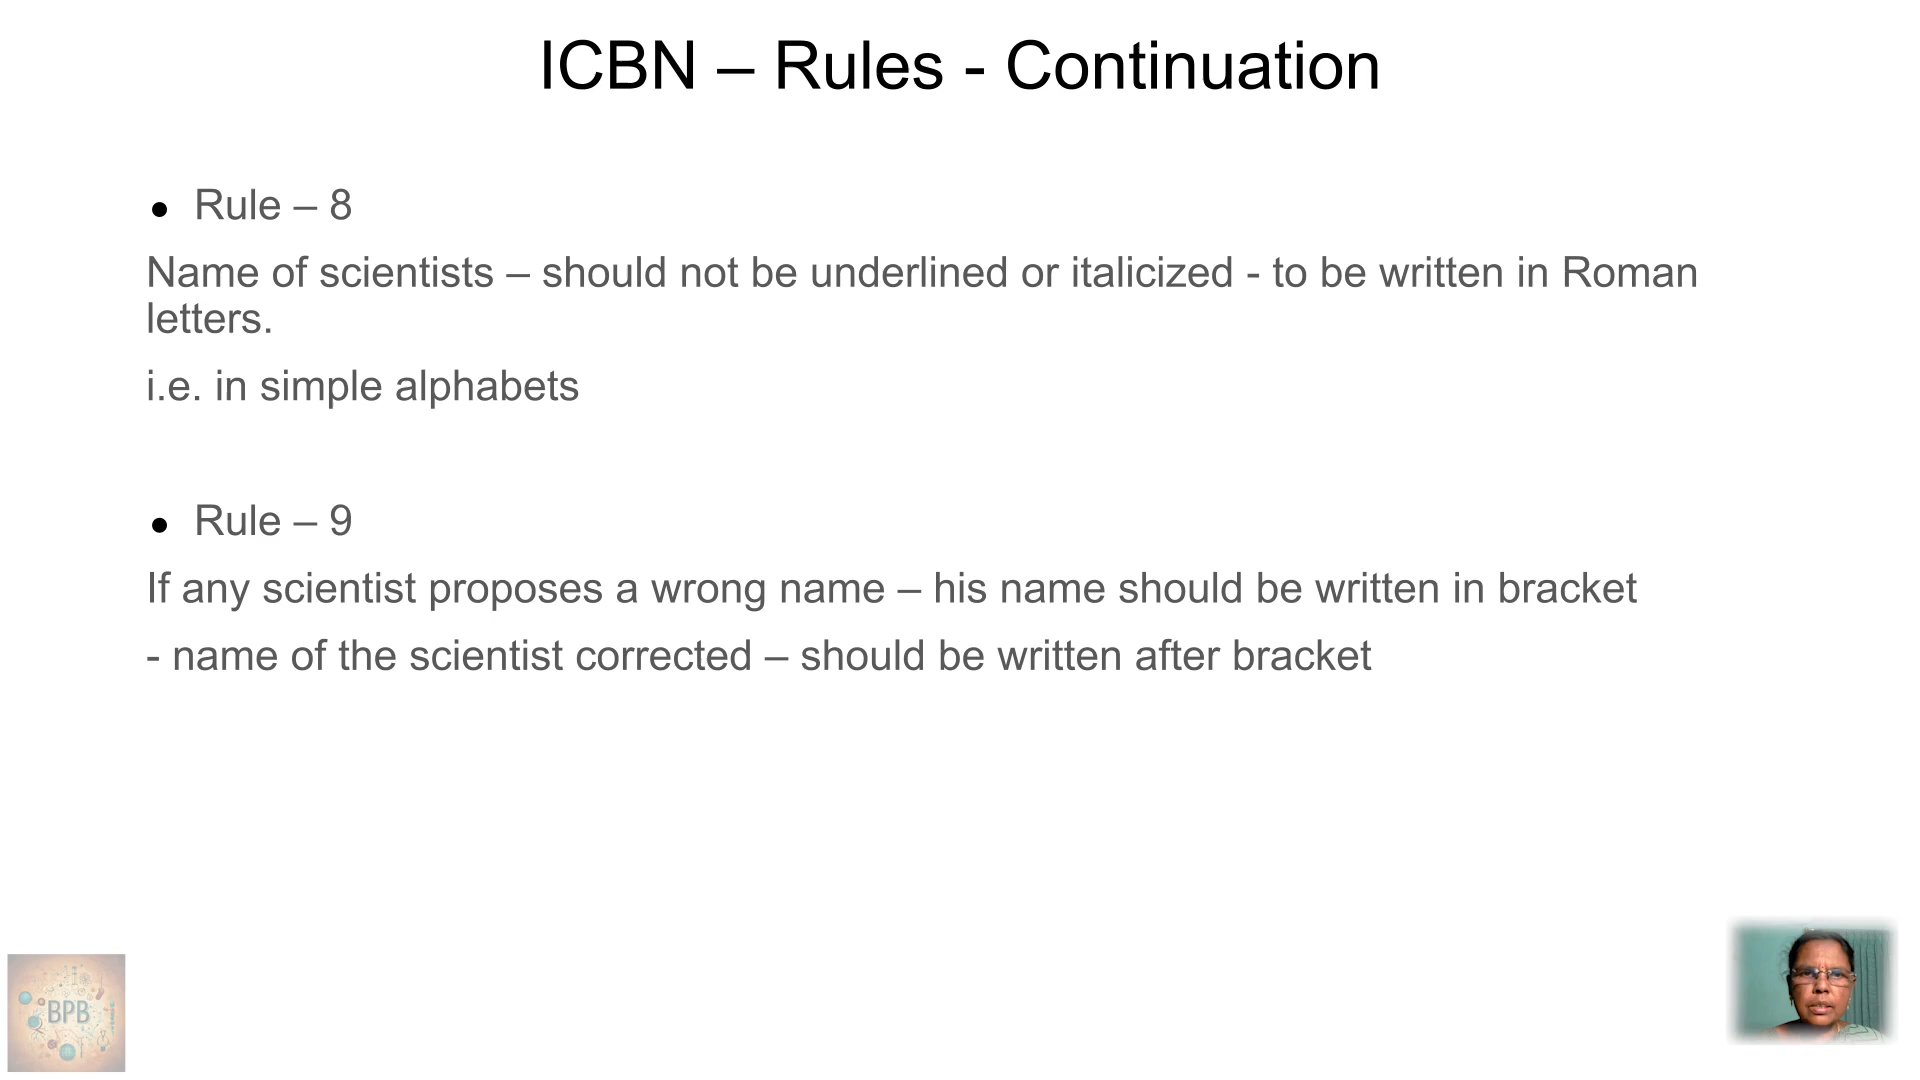 ICBN – Rules - Continuation
● Rule – 8
Name of scientists – should not be underlined or italicized - to be written in Roman
letters.
i.e. in simple alphabets
● Rule – 9
If any scientist proposes a wrong name – his name should be written in bracket
- name of the scientist corrected – should be written after bracket
BPB